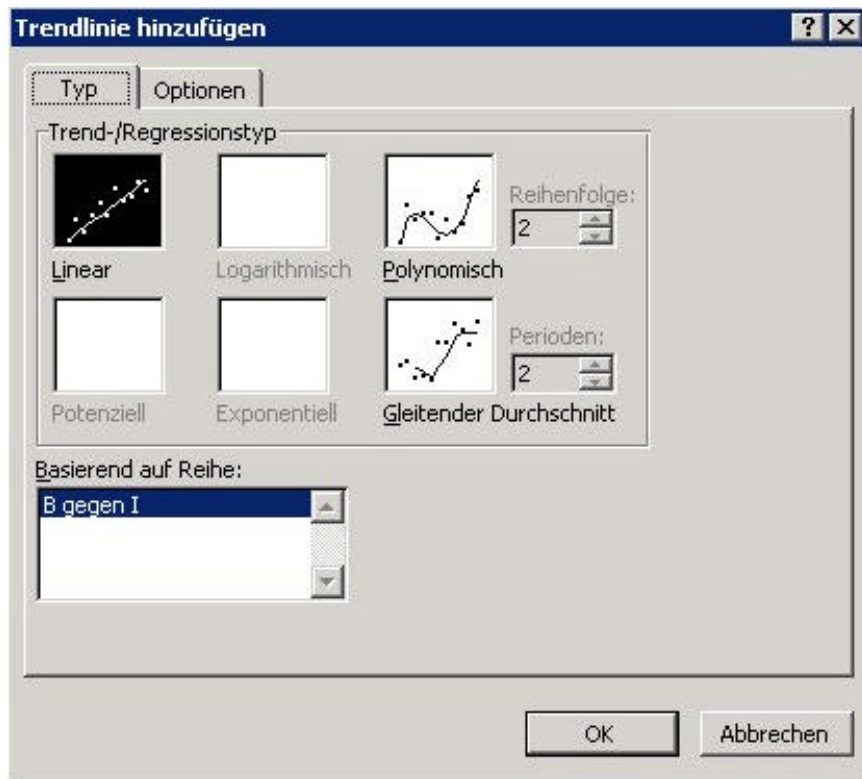 Trendlinie hinzufügen
Typ
Optionen
Trend-/Regressionstyp
Linear
Logarithmisch
Polynomisch
Reihenfolge:
2
Potenziell
Exponentiell
Gleitender Durchschnitt
Perioden:
2
Basierend auf Reihe:
B gegen I
OK
Abbrechen